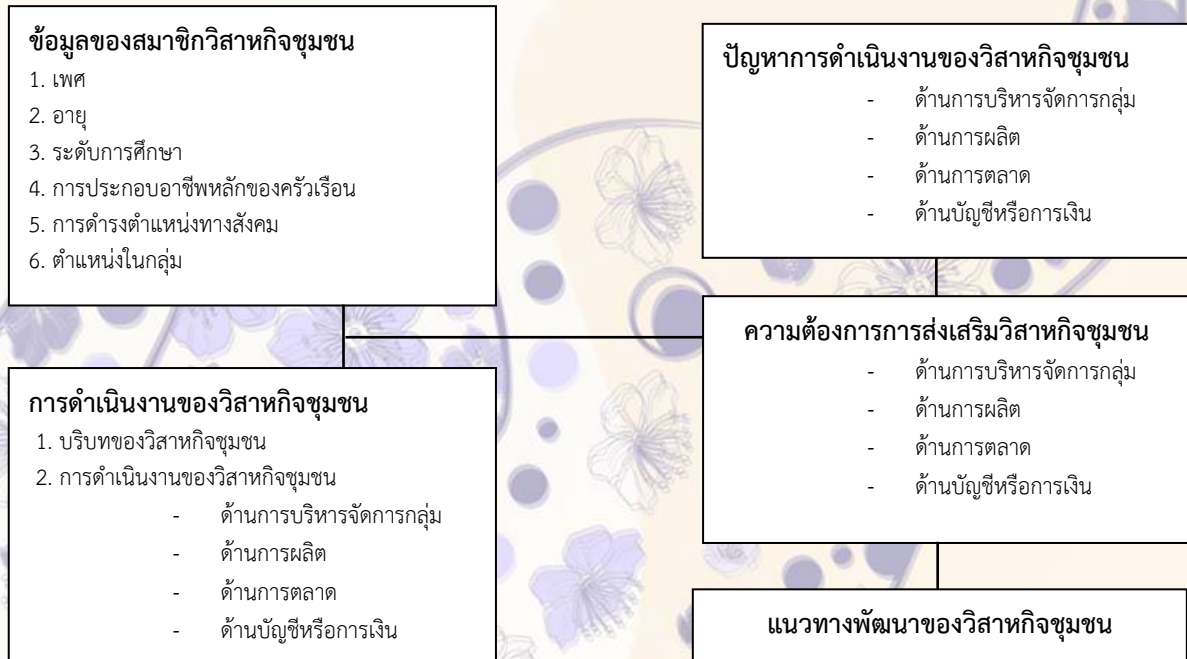 ข้อมูลของสมาชิกวิสาหกิจชุมชน
1. เพศ
2. อายุ
3. ระดับการศึกษา
4. การประกอบอาชีพหลักของครัวเรือน
5. การดำรงตำแหน่งทางสังคม
6. ตำแหน่งในกลุ่ม
การดำเนินงานของวิสาหกิจชุมชน
1. บริบทของวิสาหกิจชุมชน
2. การดำเนินงานของวิสาหกิจชุมชน
- ด้านการบริหารจัดการกลุ่ม
- ด้านการผลิต
- ด้านการตลาด
- ด้านบัญชีหรือการเงิน
ปัญหาการดำเนินงานของวิสาหกิจชุมชน
- ด้านการบริหารจัดการกลุ่ม
- ด้านการผลิต
- ด้านการตลาด
- ด้านบัญชีหรือการเงิน
ความต้องการการส่งเสริมวิสาหกิจชุมชน
- ด้านการบริหารจัดการกลุ่ม
- ด้านการผลิต
- ด้านการตลาด
- ด้านบัญชีหรือการเงิน
แนวทางพัฒนาของวิสาหกิจชุมชน